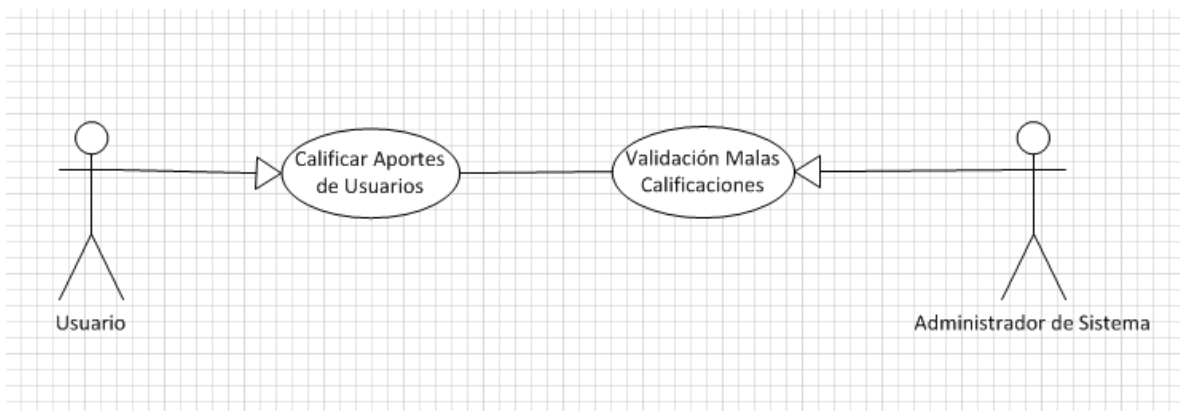 Calificar Aportes
de Usuarios
Validación Malas
Calificaciones
Usuario
Administrador de Sistema